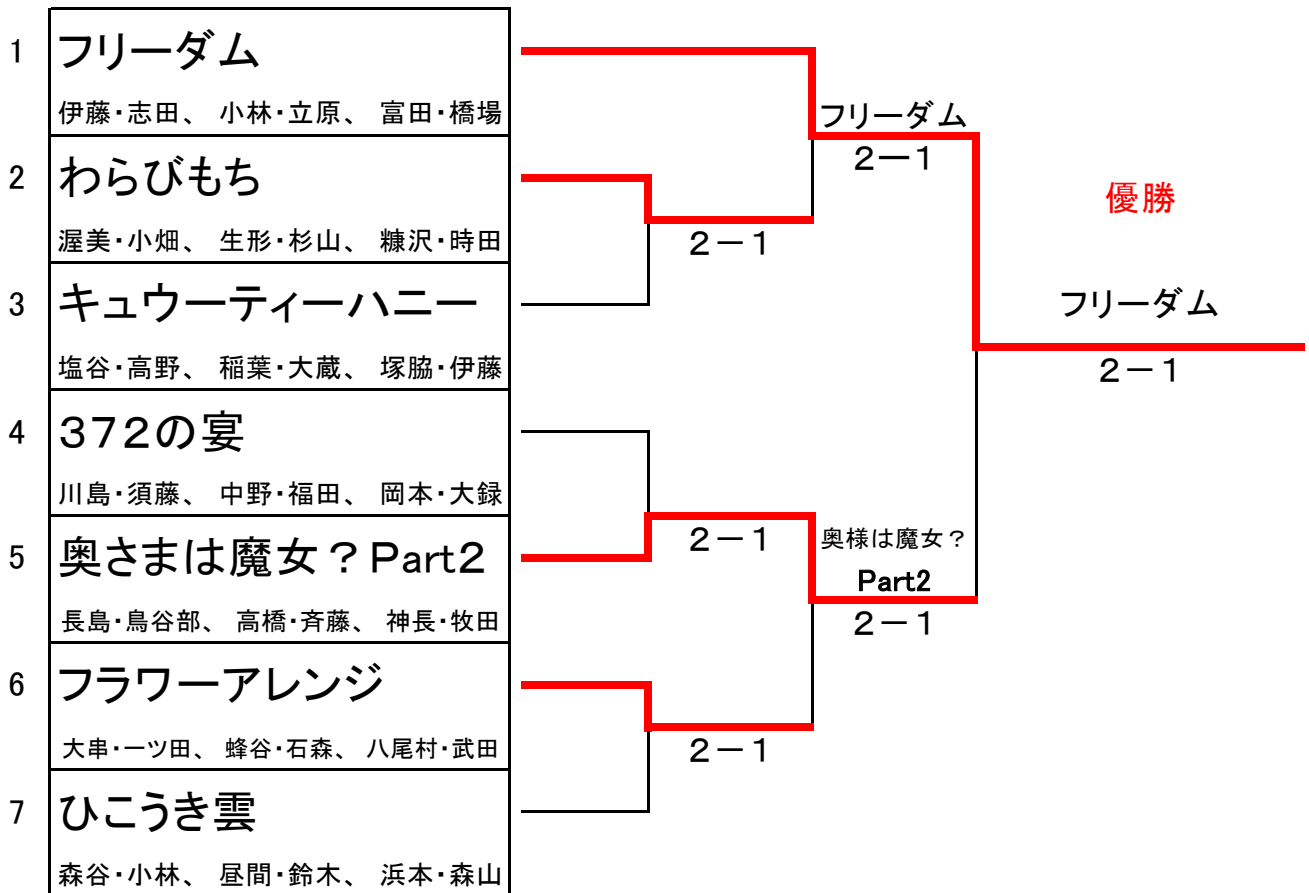 1 フリーダム
伊藤・志田、 小林・立原、 富田・橋場
フリーダム
2－1
2 わらびもち
渥美・小畑、 生形・杉山、 糠沢・時田
2－1
優勝
3 キュウーティーハニー
塩谷・高野、 稲葉・大蔵、 塚脇・伊藤
フリーダム
2－1
4 372の宴
川島・須藤、 中野・福田、 岡本・大録
5 奥さまは魔女？Part2
長島・鳥谷部、 高橋・斉藤、 神長・牧田
2－1
奥様は魔女？
Part2
2－1
6 フラワーアレンジ
大串・一ツ田、 蜂谷・石森、 八尾村・武田
2－1
7 ひこうき雲
森谷・小林、 昼間・鈴木、 浜本・森山